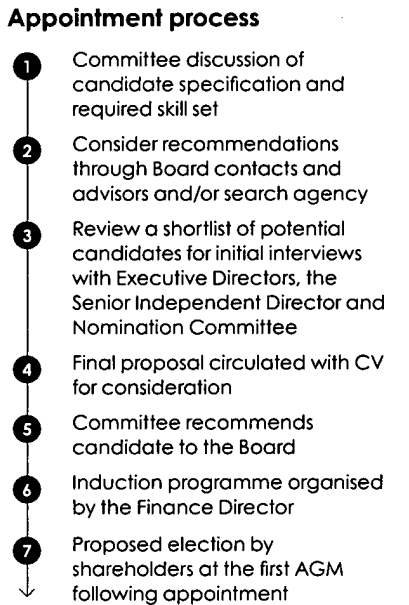 Appointment process
1 Committee discussion of
candidate specification and
required skill set
2 Consider recommendations
through Board contacts and
advisors and/or search agency
3 Review a shortlist of potential
candidates for initial interviews
with Executive Directors, the
Senior Independent Director and
Nomination Committee
4 Final proposal circulated with CV
for consideration
5 Committee recommends
candidate to the Board
6 Induction programme organised
by the Finance Director
7 Proposed election by
shareholders at the first AGM
following appointment